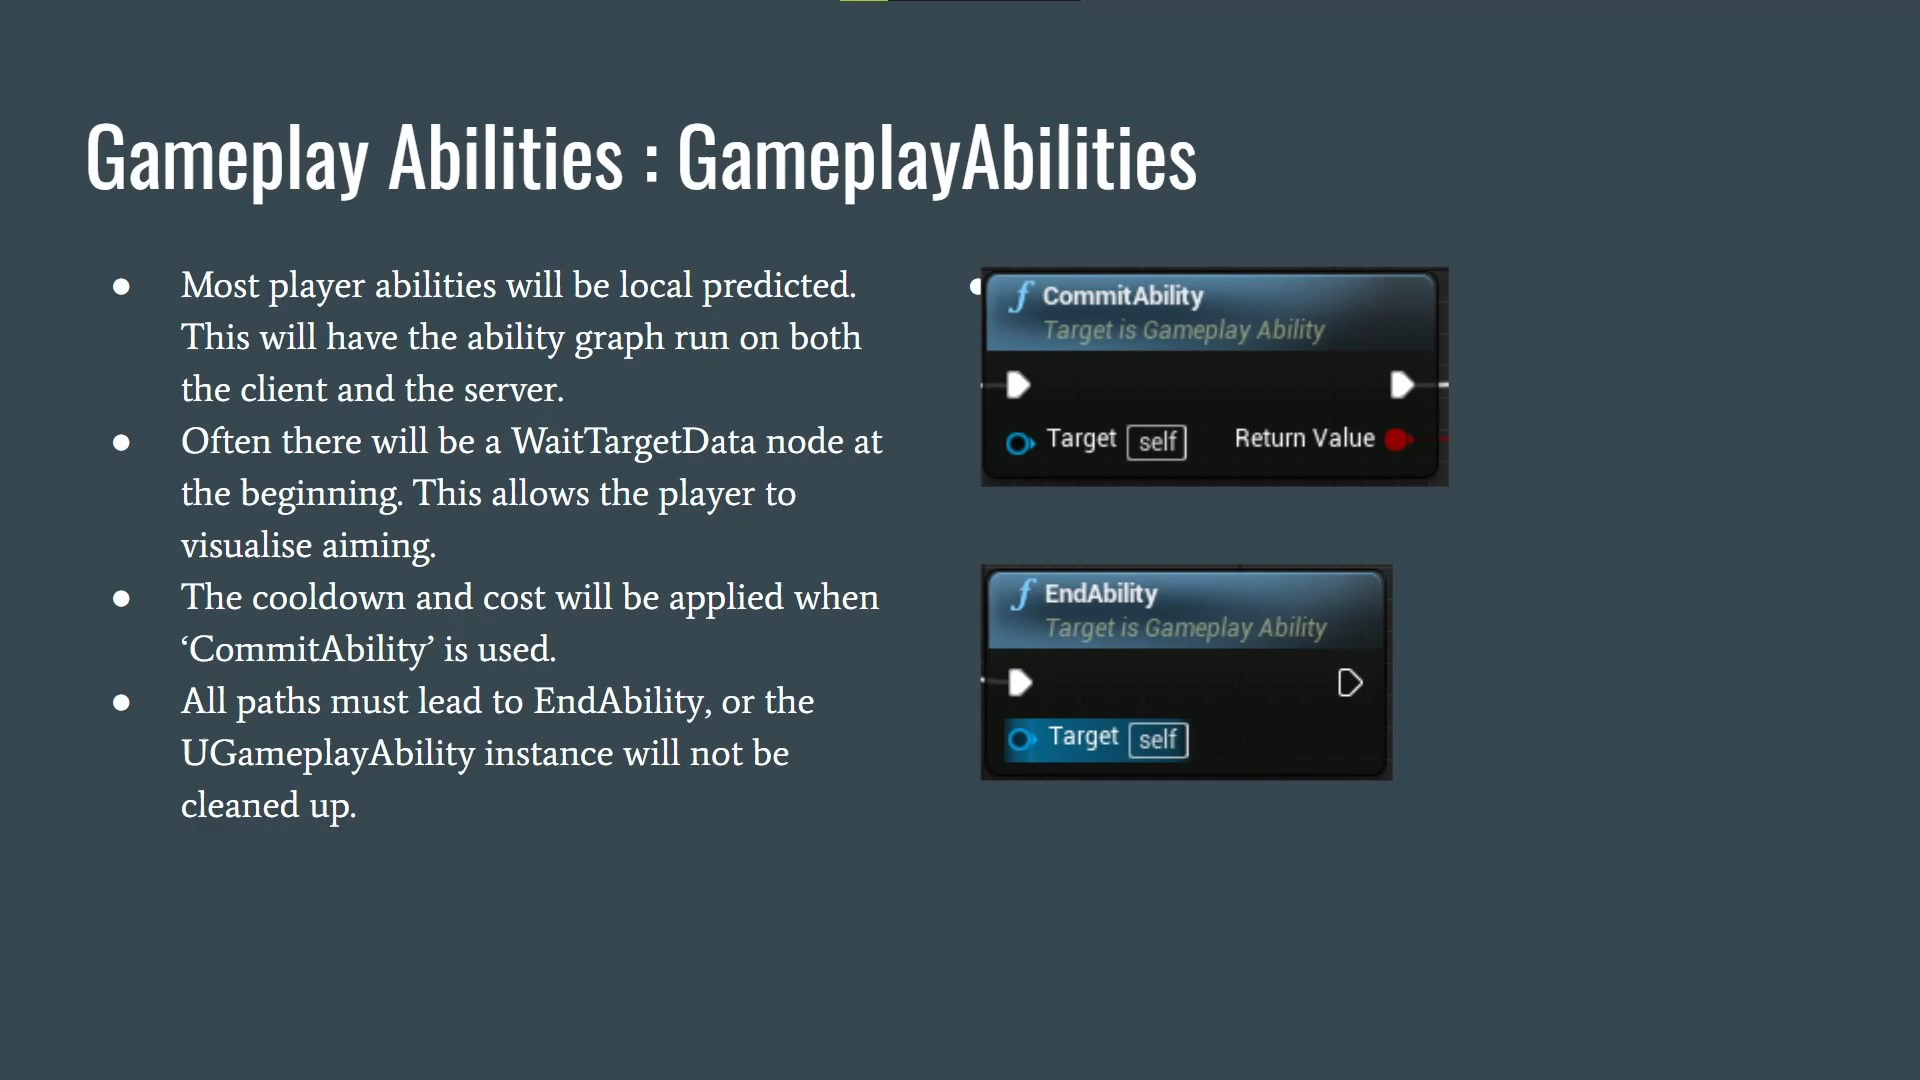 Gameplay Abilities : GameplayAbilities
● Most player abilities will be local predicted.
This will have the ability graph run on both
the client and the server.
● Often there will be a WaitTargetData node at
the beginning. This allows the player to
visualise aiming.
● The cooldown and cost will be applied when
‘CommitAbility’ is used.
● All paths must lead to EndAbility, or the
UGameplayAbility instance will not be
cleaned up.
f CommitAbility
Target is Gameplay Ability
Target self Return Value
f EndAbility
Target is Gameplay Ability
Target self